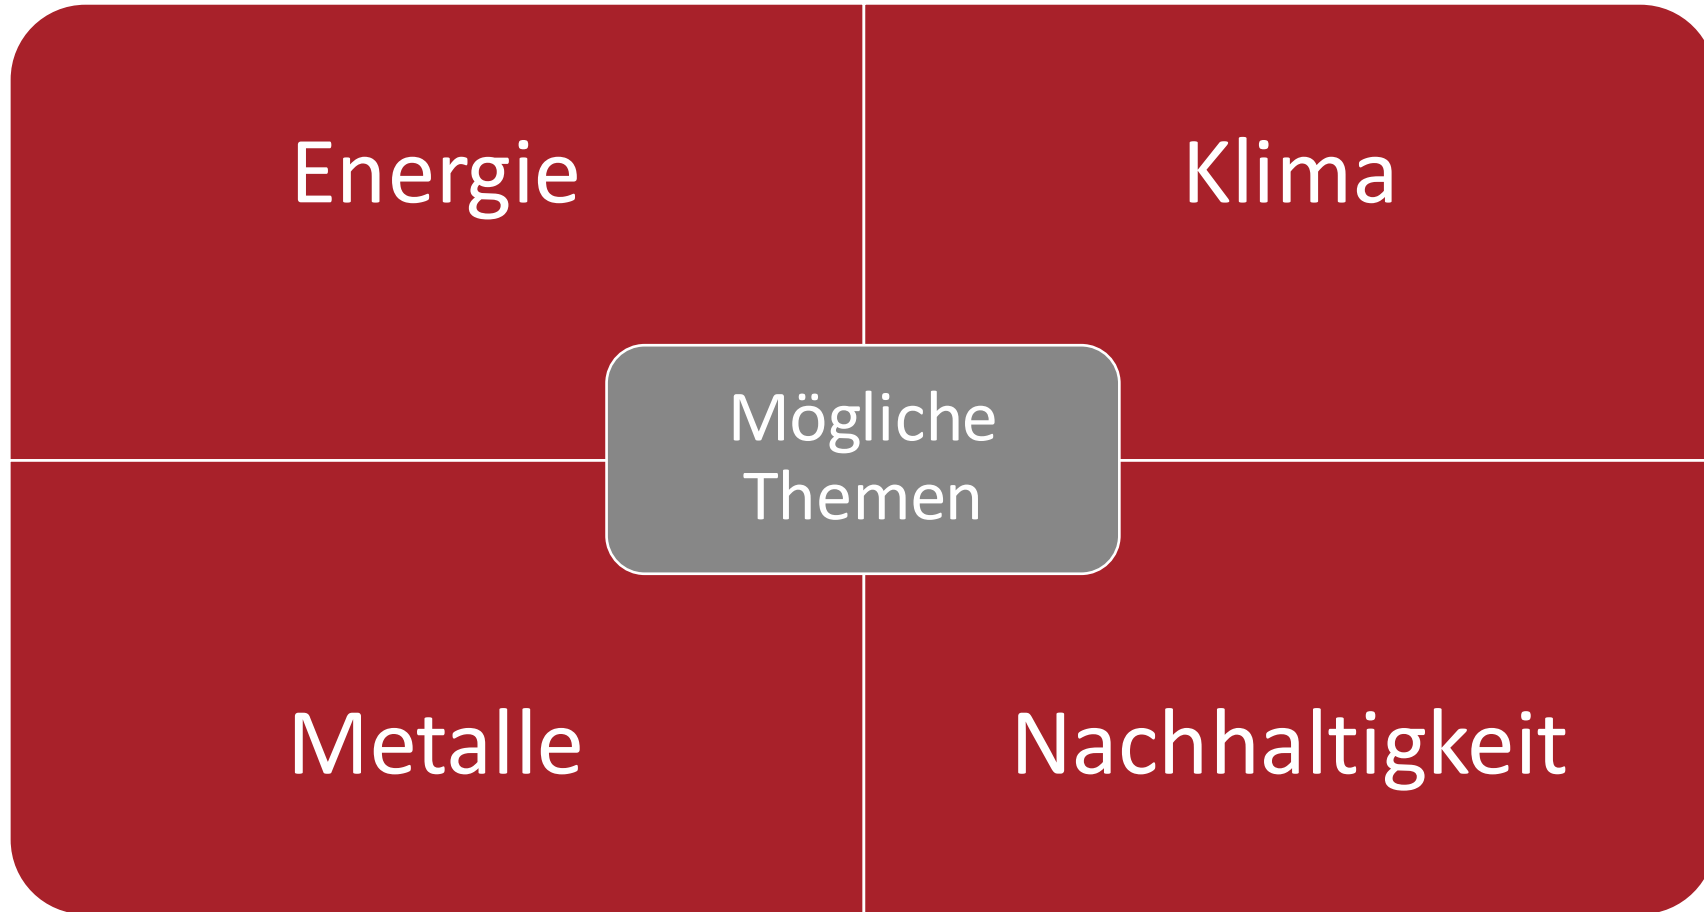 Energie
Klima
Mögliche
Themen
Metalle
Nachhaltigkeit